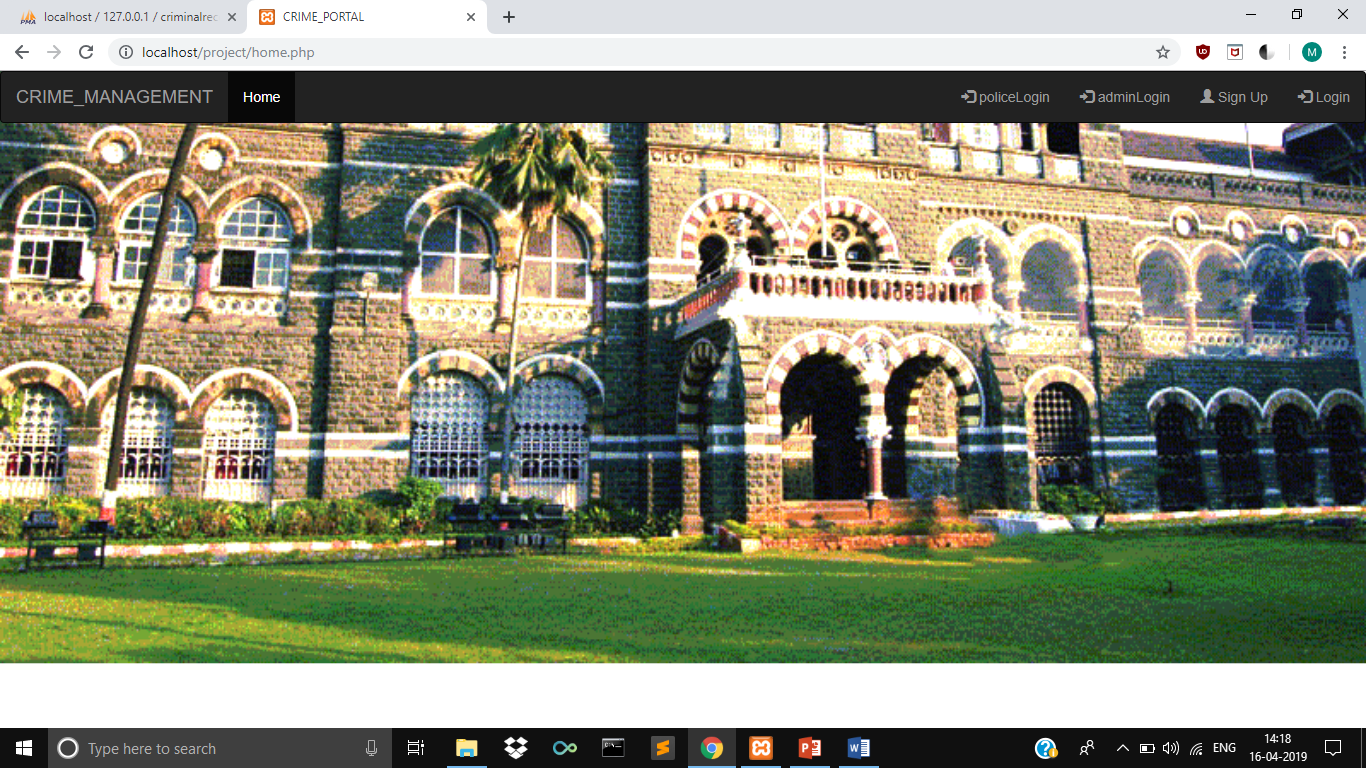 localhost / 127.0.0.1 / criminalrec
CRIME_PORTAL
localhost/project/home.php
M
CRIME_MANAGEMENT
Home
policeLogin
adminLogin
Sign Up
Login
Type here to search
ENG
14:18
16-04-2019